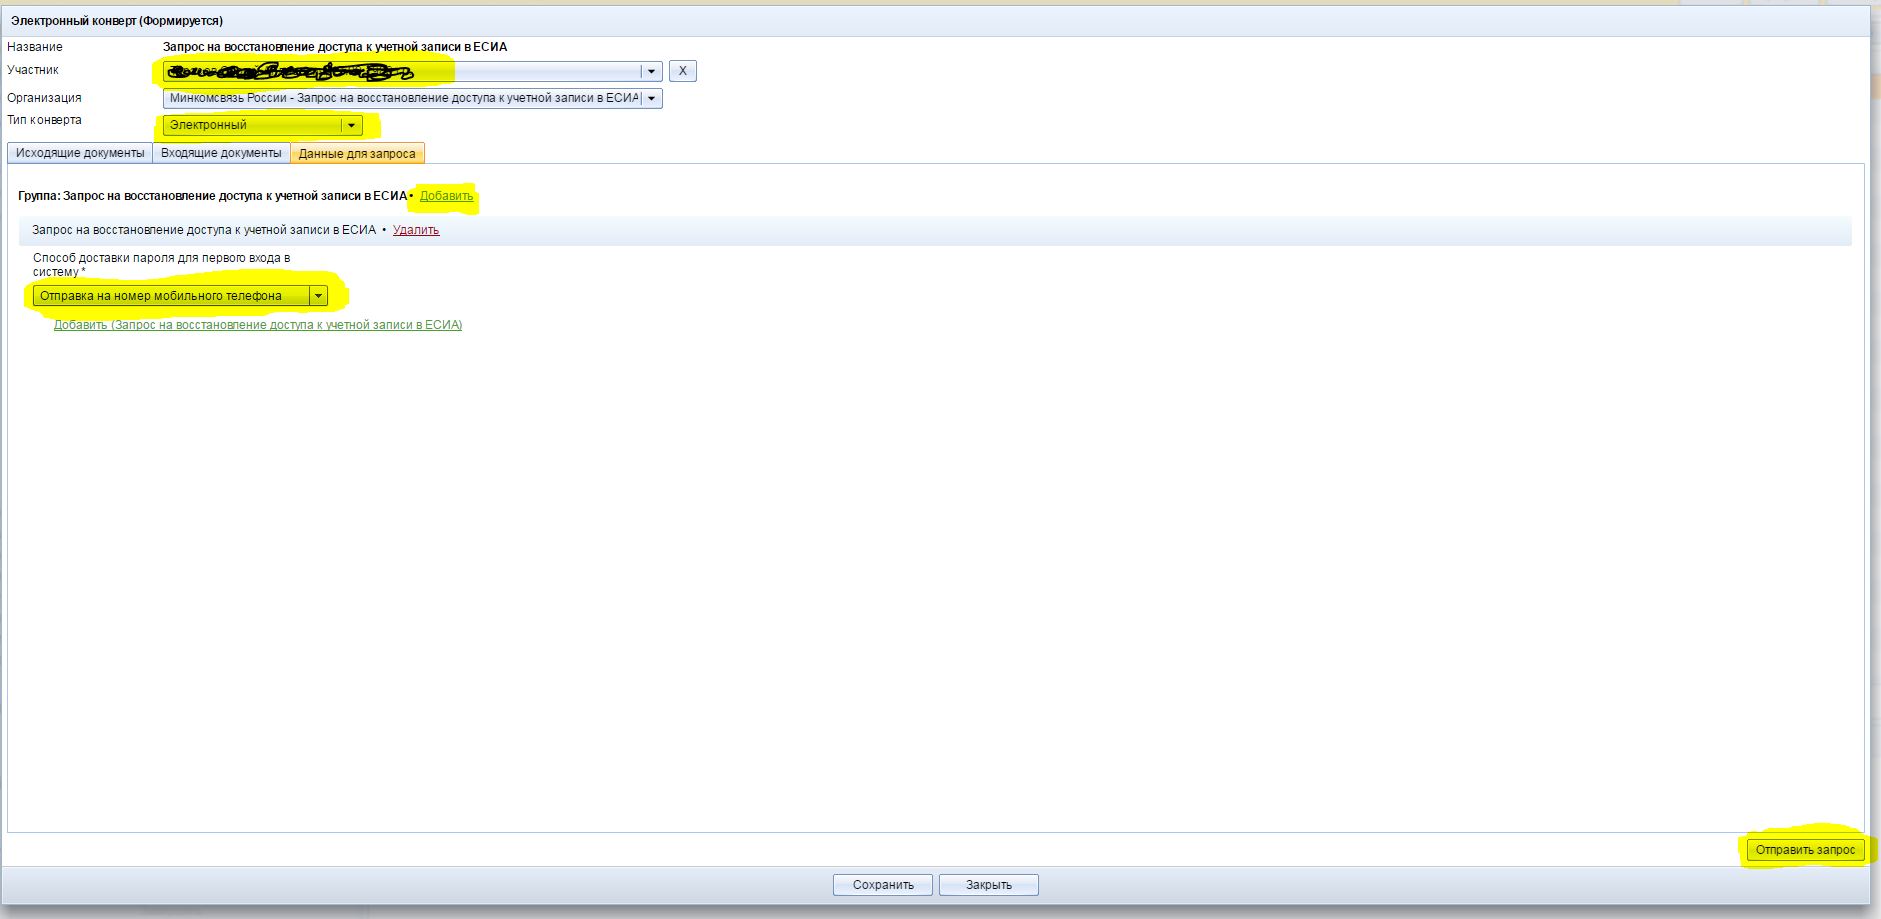 Электронный конверт (Формируется)
Название Запрос на восстановление доступа к учетной записи в ЕСИА
Участник X
Организация Минкомсвязь России - Запрос на восстановление доступа к учетной записи в ЕСИА
Тип конверта Электронный
Исходящие документы Входящие документы Данные для запроса
Группа: Запрос на восстановление доступа к учетной записи в ЕСИА • Добавить
Запрос на восстановление доступа к учетной записи в ЕСИА • Удалить
Способ доставки пароля для первого входа в
систему *
Отправка на номер мобильного телефона
Добавить (Запрос на восстановление доступа к учетной записи в ЕСИА)
Отправить запрос
Сохранить Закрыть